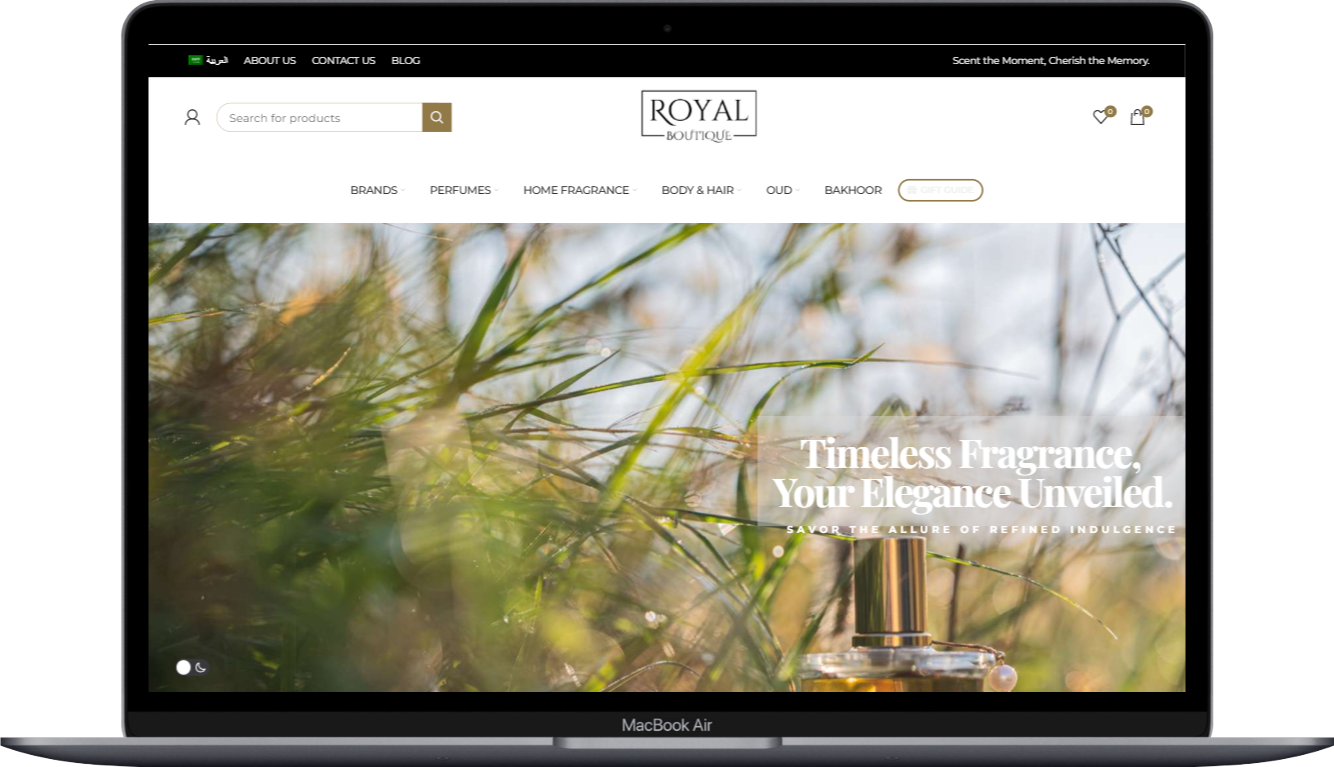 العربية ABOUT US CONTACT US BLOG
Scent the Moment, Cherish the Memory.
Search for products
ROYAL
BOUTIQUE
0 0
BRANDS PERFUMES HOME FRAGRANCE BODY & HAIR OUD BAKHOOR GIFT GUIDE
Timeless Fragrance,
Your Elegance Unveiled.
SAVOR THE ALLURE OF REFINED INDULGENCE
MacBook Air